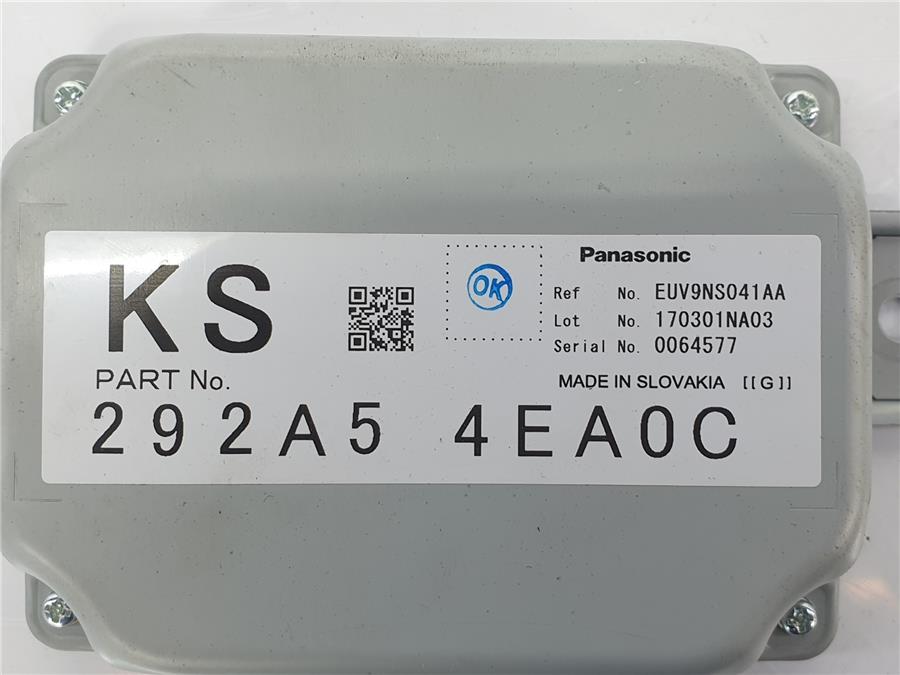 KS
PART No.
292A5 4EA0C
OK
Panasonic
Ref No. EUV9NS041AA
Lot No. 170301NA03
Serial No. 0064577
MADE IN SLOVAKIA [[G]]